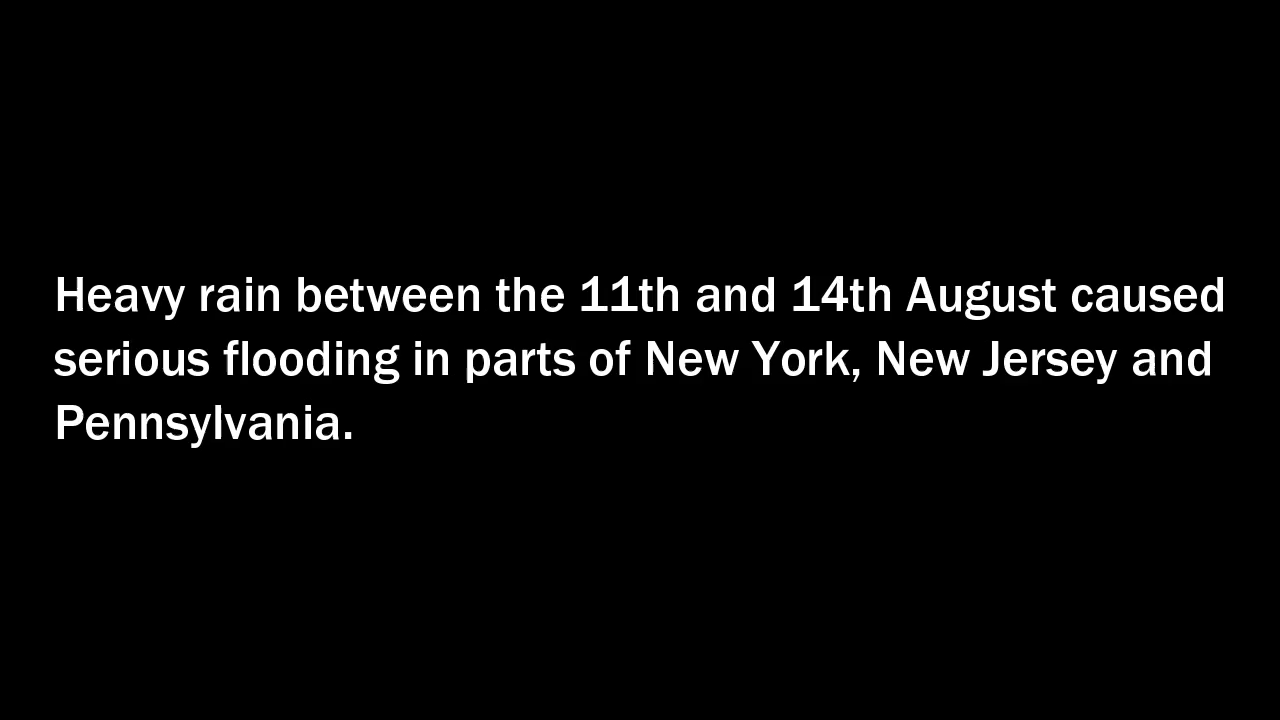 Heavy rain between the 11th and 14th August caused
serious flooding in parts of New York, New Jersey and
Pennsylvania.